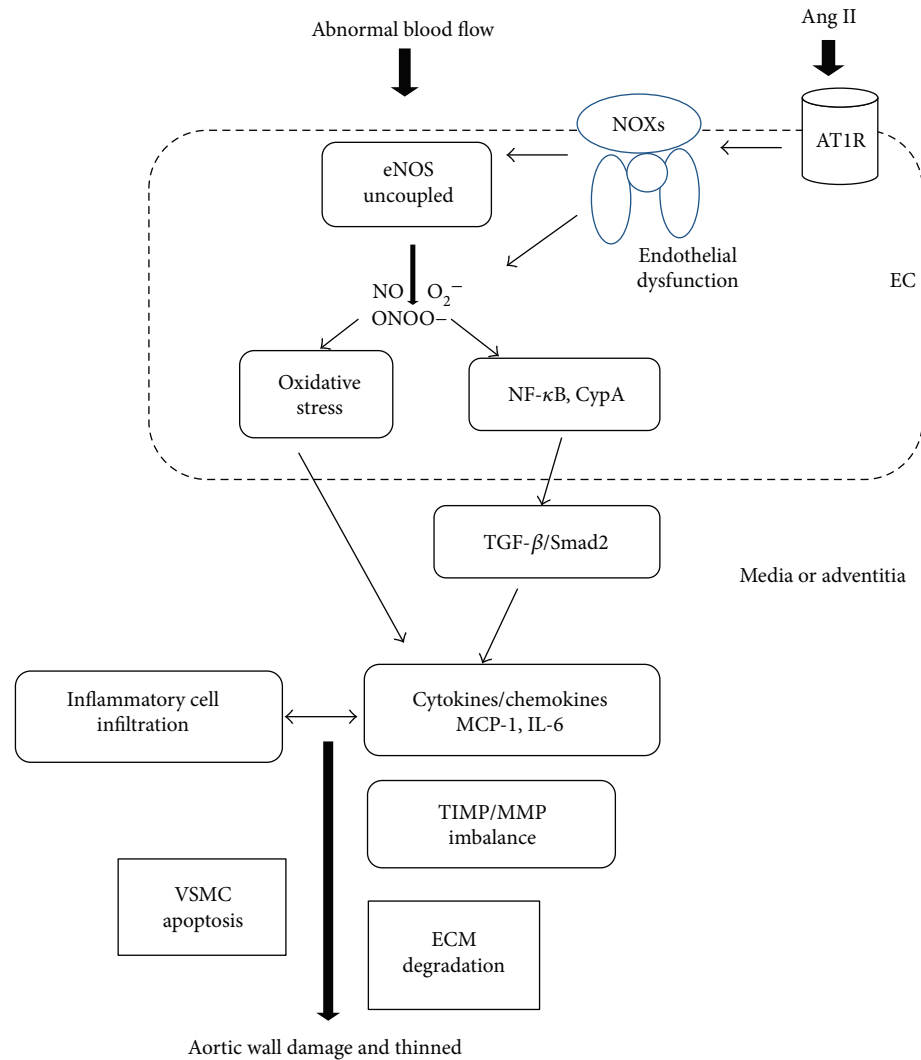 Ang II
Abnormal blood flow
NOXs
AT1R
eNOS
uncoupled
Endothelial
dysfunction
EC
NO O₂⁻
ONOO−
Oxidative
stress
NF-κB, CypA
TGF-β/Smad2
Media or adventitia
Inflammatory cell
infiltration
Cytokines/chemokines
MCP-1, IL-6
TIMP/MMP
imbalance
VSMC
apoptosis
ECM
degradation
Aortic wall damage and thinned